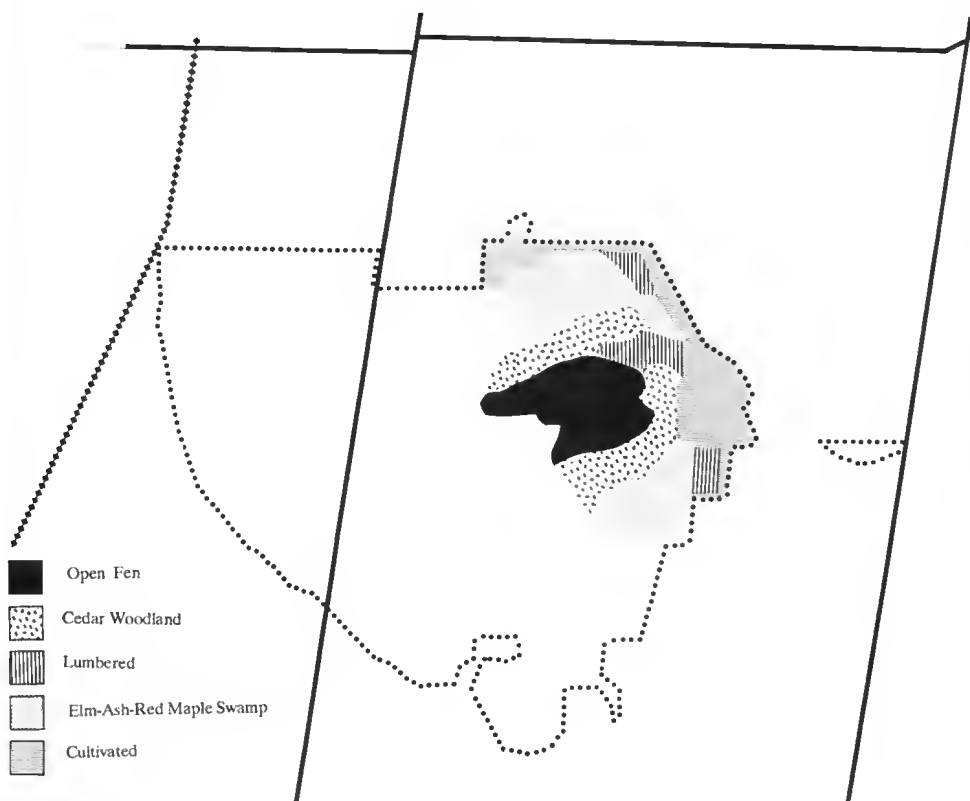 Open Fen
Cedar Woodland
Lumbered
Elm-Ash-Red Maple Swamp
Cultivated